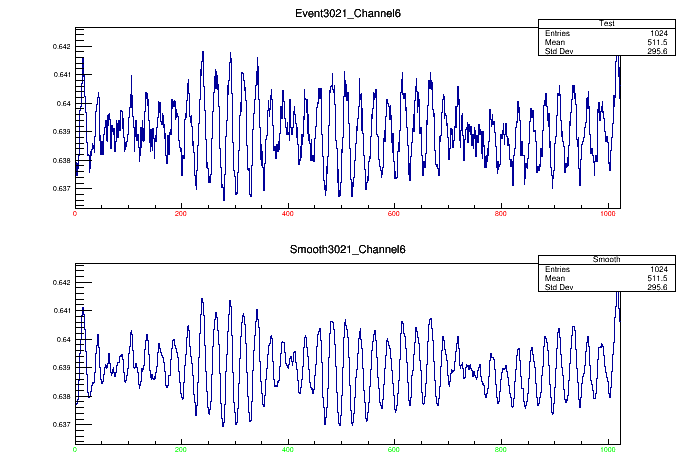 Event3021_Channel6
Test
Entries 1024
Mean 511.5
Std Dev 295.6
0.642
0.641
0.64
0.639
0.638
0.637
0 200 400 600 800 1000
Smooth3021_Channel6
Smooth
Entries 1024
Mean 511.5
Std Dev 295.6
0.642
0.641
0.64
0.639
0.638
0.637
0 200 400 600 800 1000